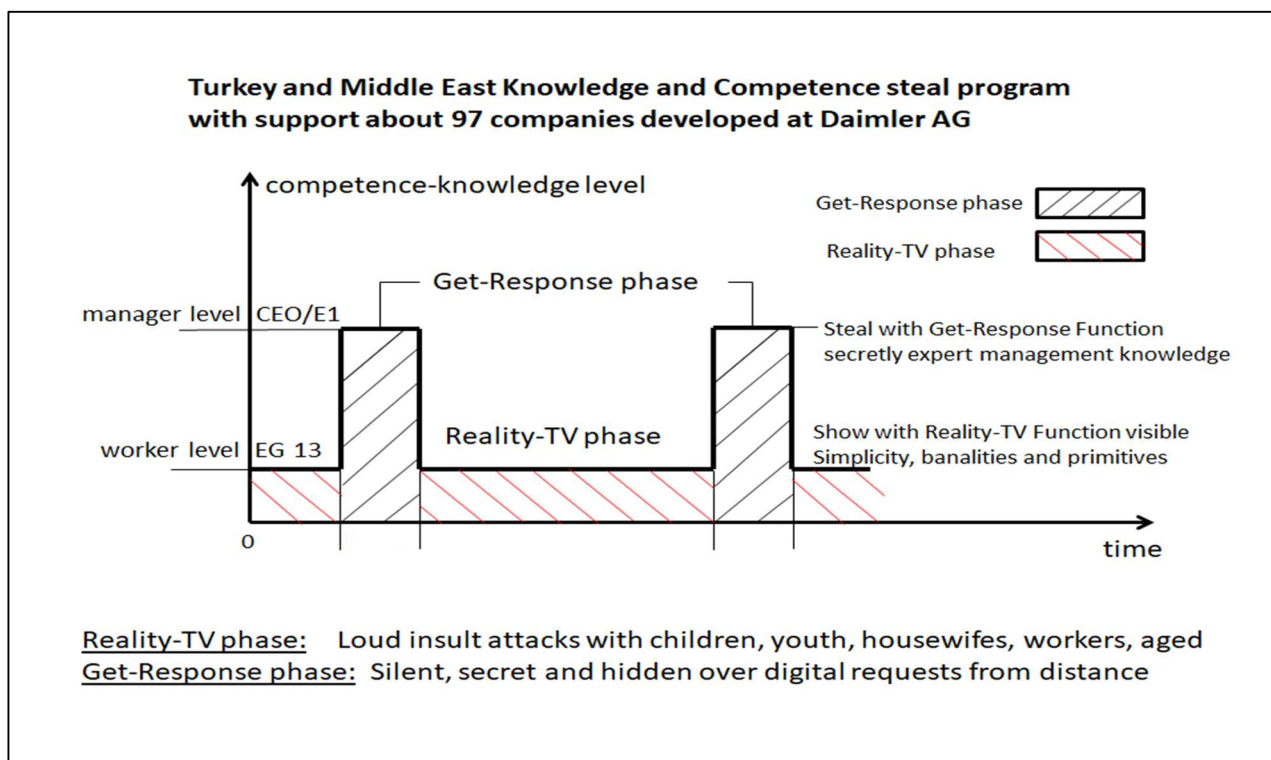 Turkey and Middle East Knowledge and Competence steal program
with support about 97 companies developed at Daimler AG
competence-knowledge level
Get-Response phase
Reality-TV phase
Get-Response phase
manager level CEO/E1
Steal with Get-Response Function
secretly expert management knowledge
Reality-TV phase
worker level EG 13
Show with Reality-TV Function visible
Simplicity, banalities and primitives
0
time
Reality-TV phase: Loud insult attacks with children, youth, housewifes, workers, aged
Get-Response phase: Silent, secret and hidden over digital requests from distance